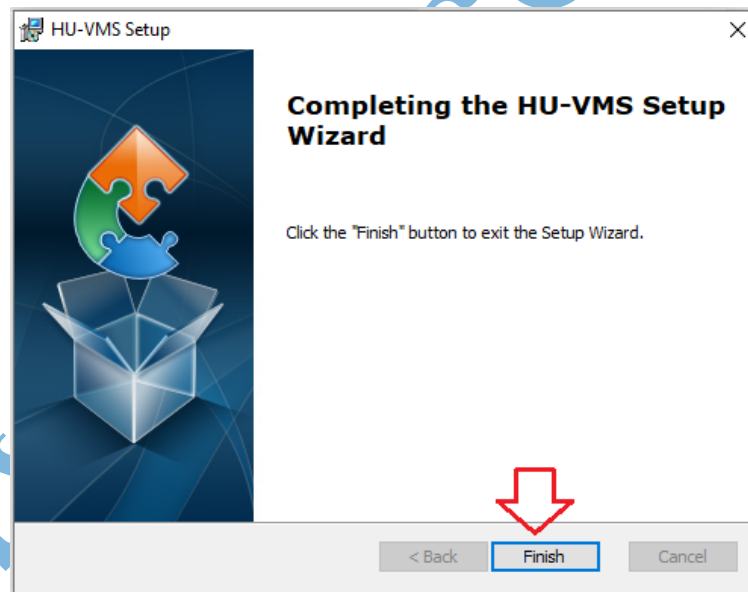 HU-VMS Setup
Completing the HU-VMS Setup
Wizard
Click the "Finish" button to exit the Setup Wizard.
< Back Finish Cancel